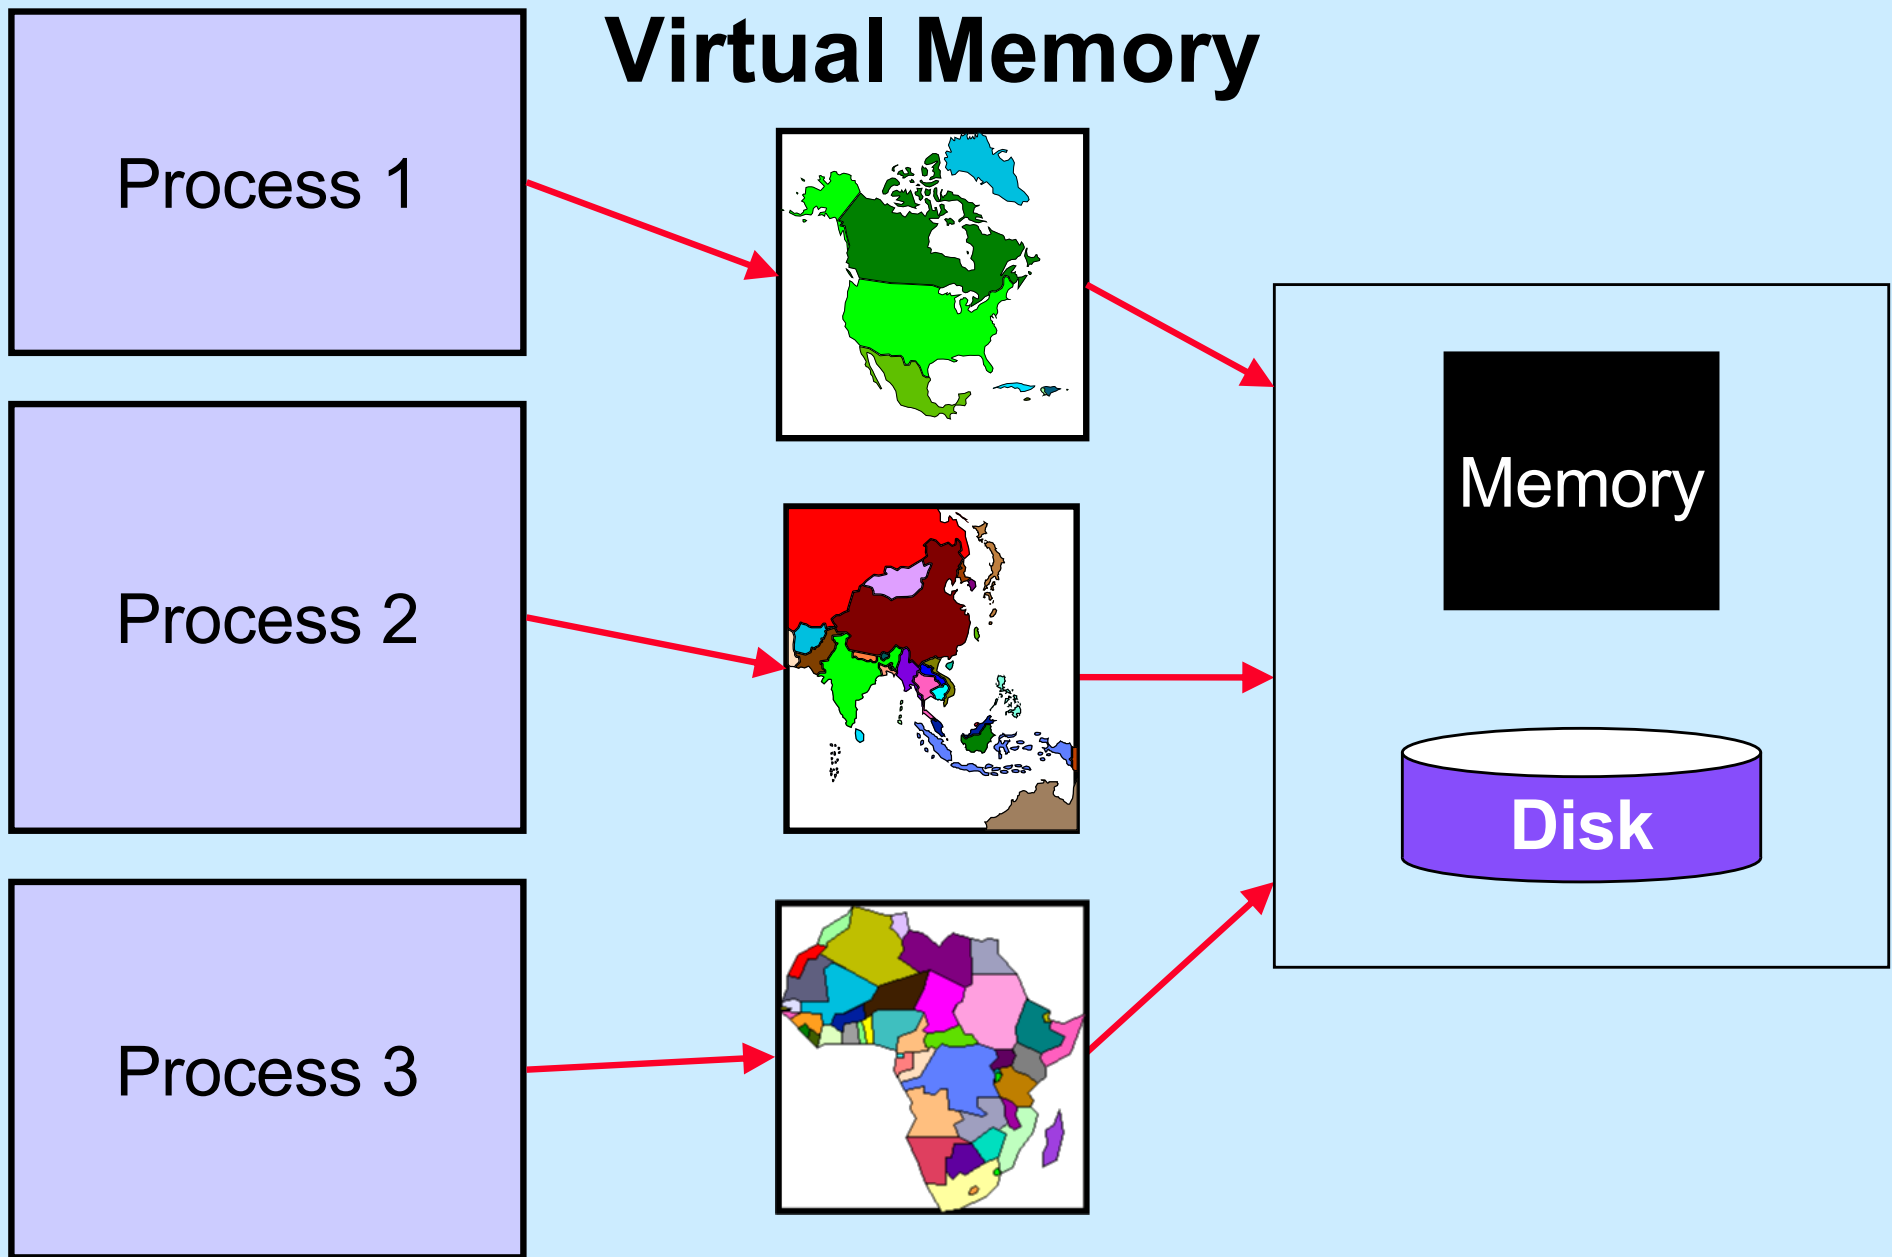 Virtual Memory
Process 1
Process 2
Process 3
Memory
Disk